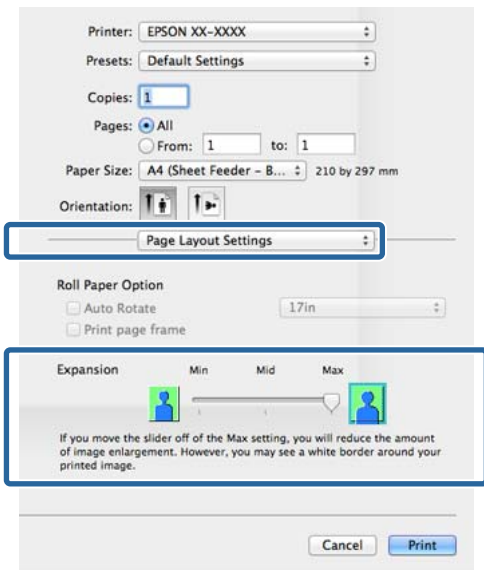 Printer: EPSON XX-XXXX
Presets: Default Settings
Copies: 1
Pages: All
From: 1 to: 1
Paper Size: A4 (Sheet Feeder – B... 210 by 297 mm
Orientation:
Page Layout Settings
Roll Paper Option
Auto Rotate 17in
Print page frame
Expansion Min Mid Max
If you move the slider off of the Max setting, you will reduce the amount
of image enlargement. However, you may see a white border around your
printed image.
Cancel Print